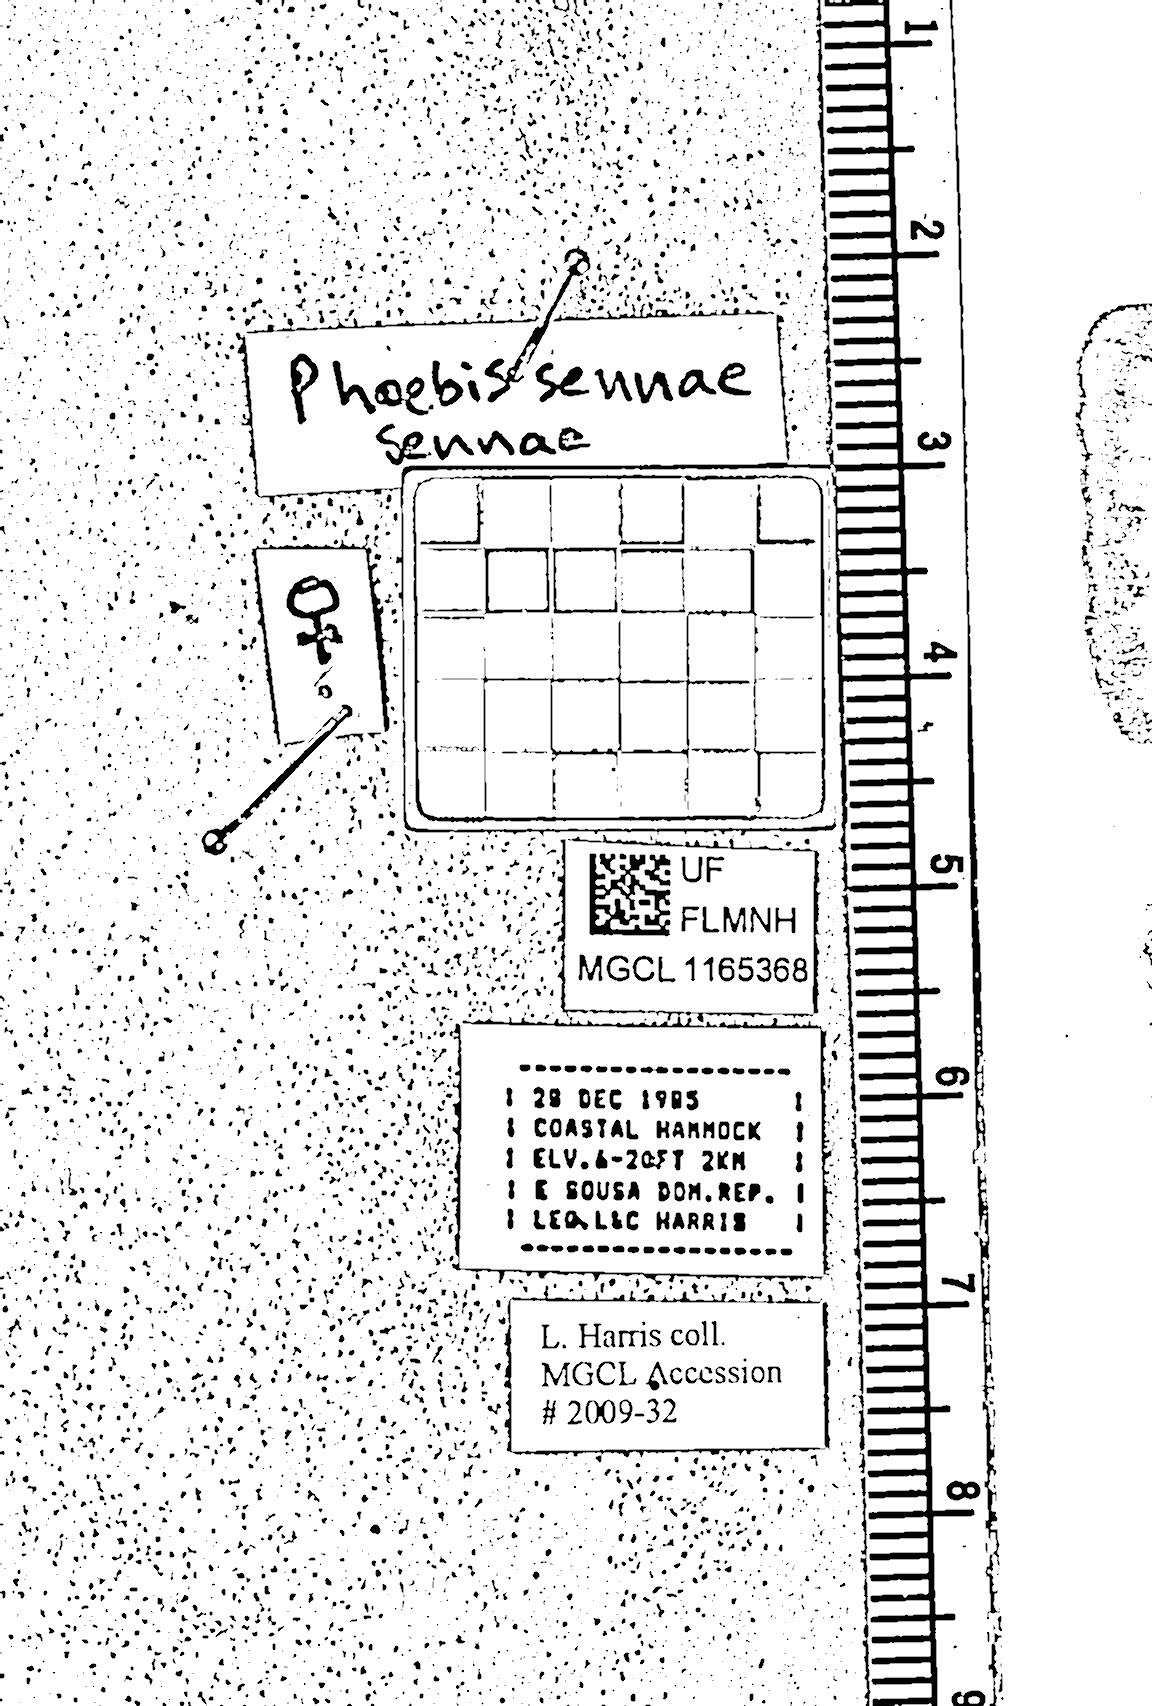 Phoebis sennae
sennae
♀
UF
FLMNH
MGCL 1165368
28 DEC 1985
COASTAL HAMMOCK
ELV.6-20FT 2KM
E SOUSA DOM.REP.
LEO,L&C HARRIS
L. Harris coll.
MGCL Accession
# 2009-32
1
2
3
4
5
6
7
8
9